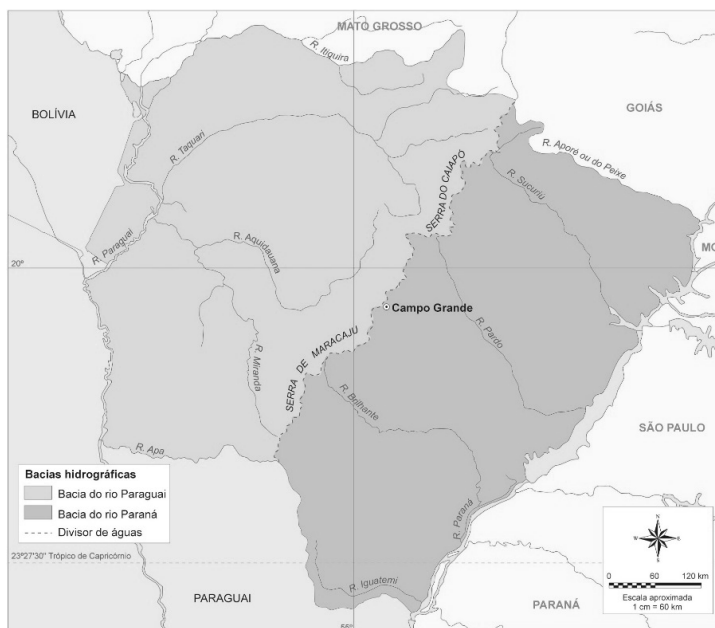 MATO GROSSO
R. Itiquira
BOLÍVIA
GOIÁS
R. Taquari
R. Aporé ou do Peixe
SERRA DO CAIAPÓ
R. Sucuriú
R. Paraguai
R. Aquidauana
20°
Campo Grande
SERRA DE MARACAJU
R. Pardo
R. Miranda
R. Brilhante
SÃO PAULO
R. Apa
Bacias hidrográficas
Bacia do rio Paraguai
Bacia do rio Paraná
Divisor de águas
R. Paraná
N
W E
S
23°27'30" Trópico de Capricórnio
0 60 120 km
Escala aproximada
1 cm = 60 km
R. Iguatemi
PARAGUAI
PARANÁ